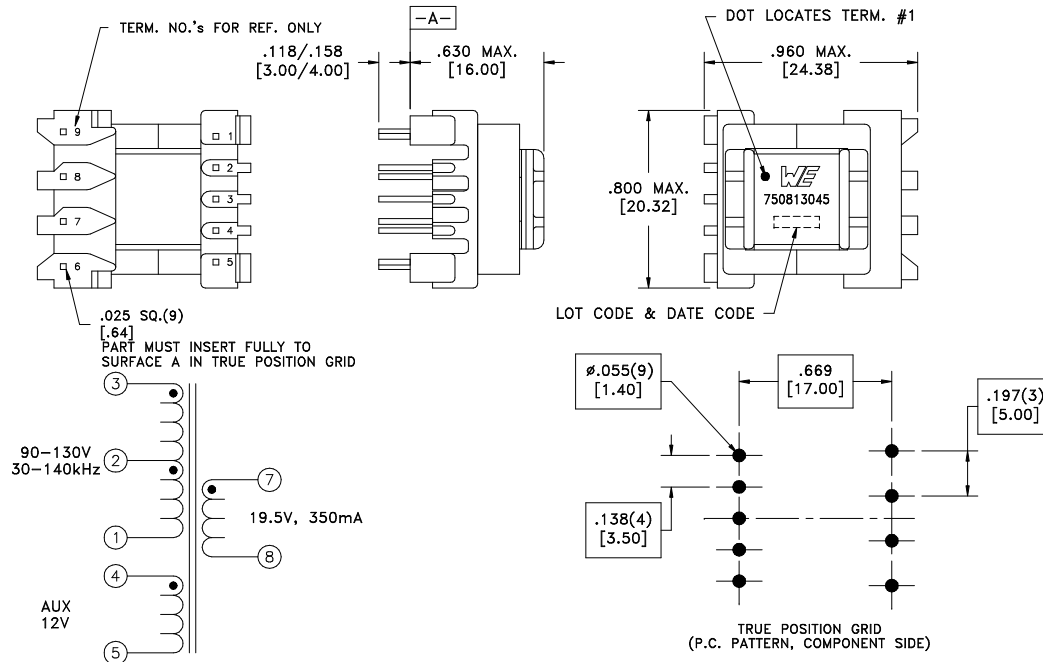 TERM. NO.'s FOR REF. ONLY
9
8
7
6
1
2
3
4
5
.025 SQ.(9)
[.64]
PART MUST INSERT FULLY TO
SURFACE A IN TRUE POSITION GRID
-A-
.118/.158
[3.00/4.00]
.630 MAX.
[16.00]
DOT LOCATES TERM. #1
.960 MAX.
[24.38]
.800 MAX.
[20.32]
WE
750813045
LOT CODE & DATE CODE
3
90-130V
30-140kHz
2
1
4
AUX
12V
5
7
19.5V, 350mA
8
ø.055(9)
[1.40]
.669
[17.00]
.197(3)
[5.00]
.138(4)
[3.50]
TRUE POSITION GRID
(P.C. PATTERN, COMPONENT SIDE)